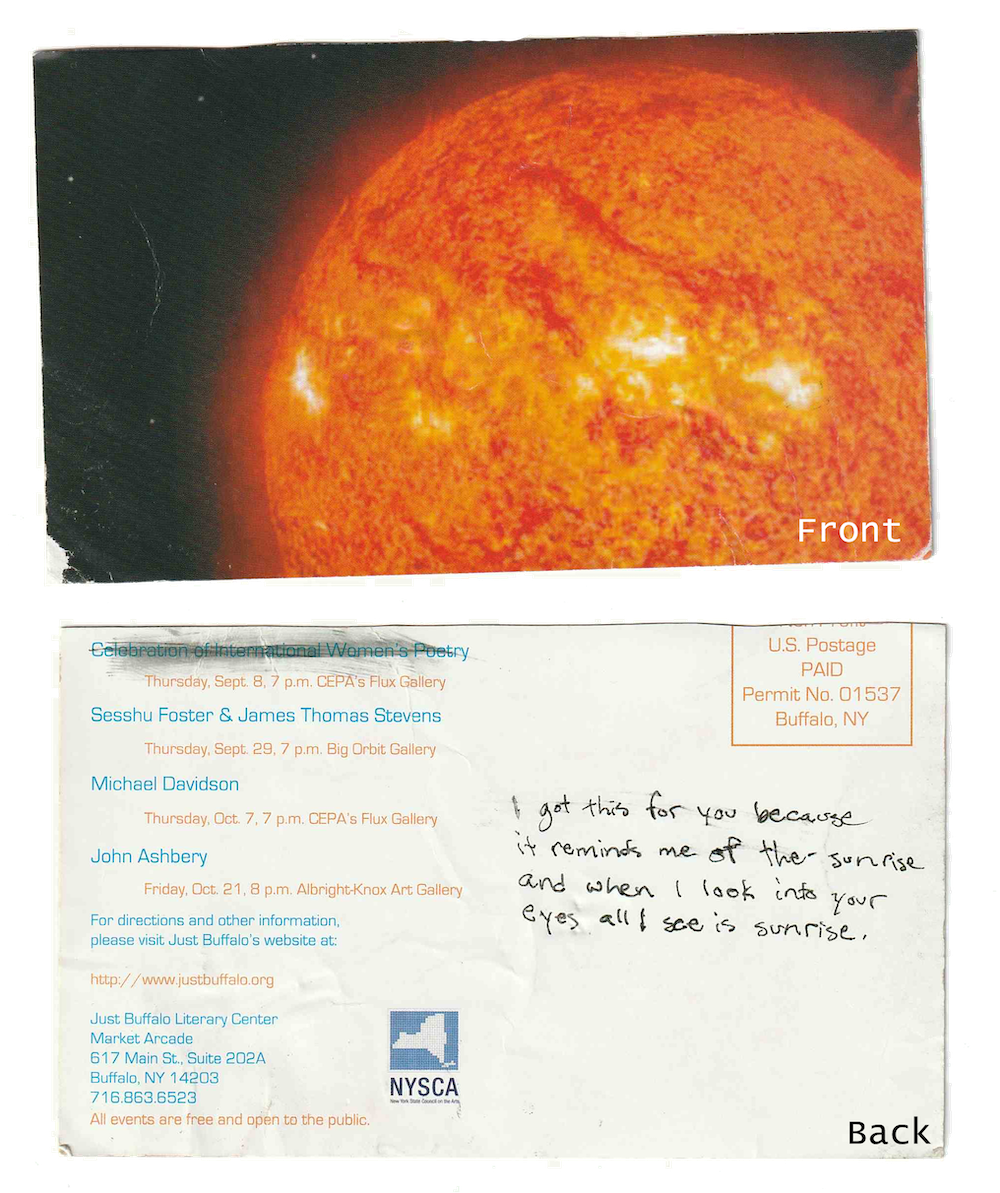 Front
Celebration of International Women's Poetry
Thursday, Sept. 8, 7 p.m. CEPA's Flux Gallery
Sesshu Foster & James Thomas Stevens
Thursday, Sept. 29, 7 p.m. Big Orbit Gallery
Michael Davidson
Thursday, Oct. 7, 7 p.m. CEPA's Flux Gallery
John Ashbery
Friday, Oct. 21, 8 p.m. Albright-Knox Art Gallery
For directions and other information,
please visit Just Buffalo's website at:
http://www.justbuffalo.org
Just Buffalo Literary Center
Market Arcade
617 Main St., Suite 202A
Buffalo, NY 14203
716.863.6523
All events are free and open to the public.
NYSCA
New York State Council on the Arts
U.S. Postage
PAID
Permit No. 01537
Buffalo, NY
I got this for you because
it reminds me of the sunrise
and when I look into your
eyes all I see is sunrise.
Back